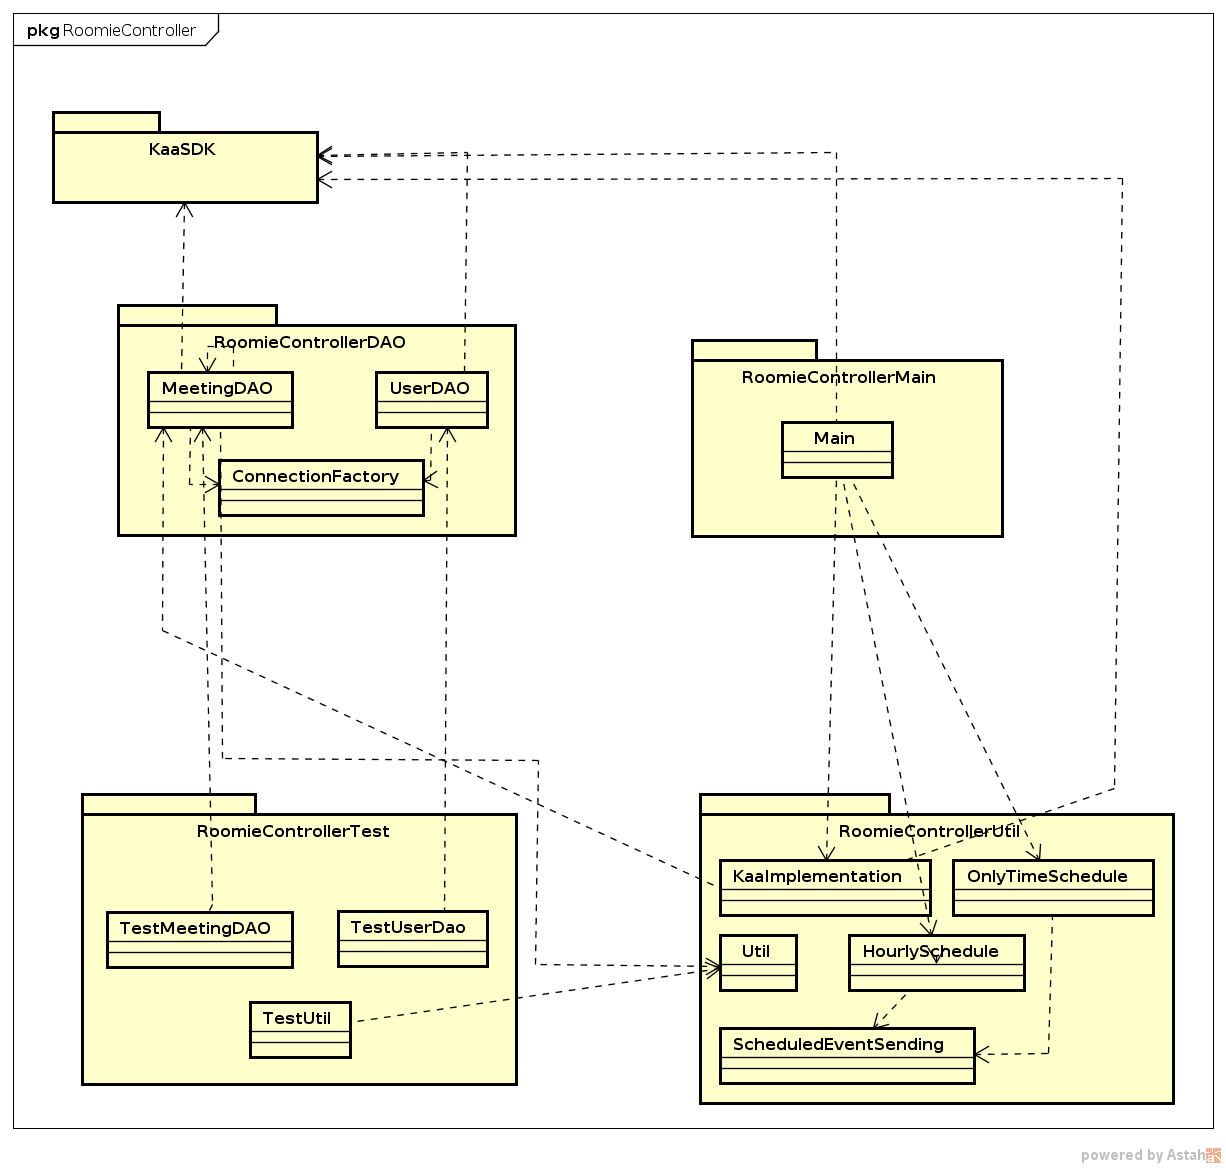 pkg RoomieController
KaaSDK
RoomieControllerDAO
MeetingDAO
UserDAO
ConnectionFactory
RoomieControllerMain
Main
RoomieControllerTest
TestMeetingDAO
TestUserDao
TestUtil
RoomieControllerUtil
KaaImplementation
OnlyTimeSchedule
Util
HourlySchedule
ScheduledEventSending
powered by Astah